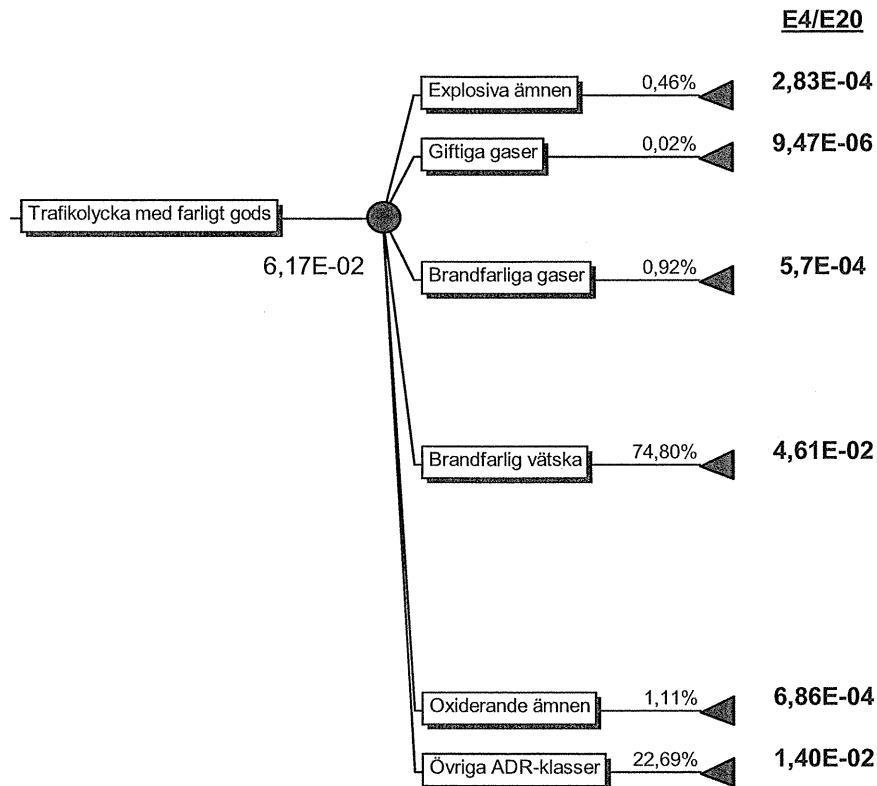 E4/E20
Explosiva ämnen 0,46% 2,83E-04
Giftiga gaser 0,02% 9,47E-06
Trafikolycka med farligt gods
6,17E-02
Brandfarliga gaser 0,92% 5,7E-04
Brandfarlig vätska 74,80% 4,61E-02
Oxiderande ämnen 1,11% 6,86E-04
Övriga ADR-klasser 22,69% 1,40E-02